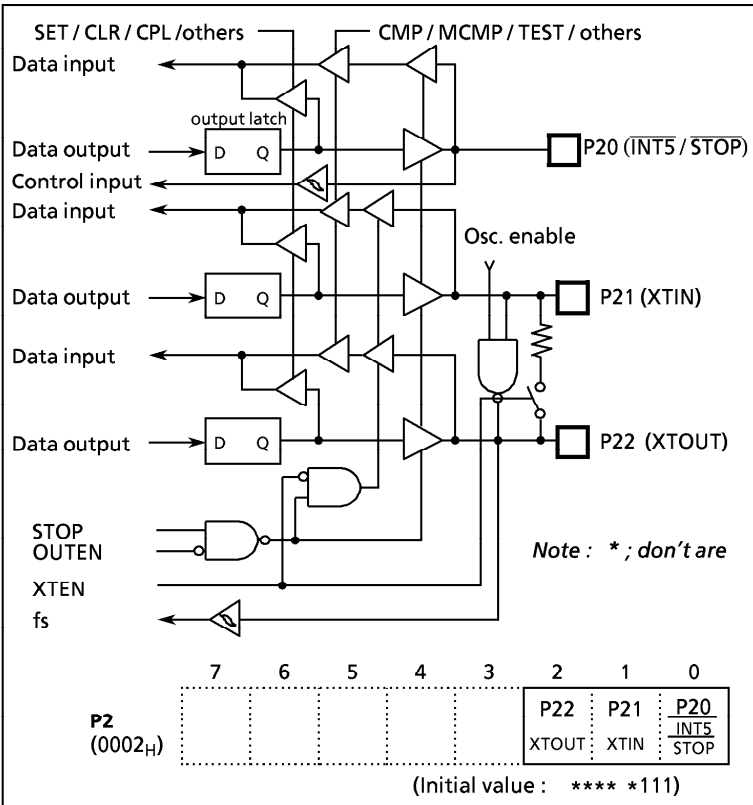 SET / CLR / CPL /others
CMP / MCMP / TEST / others
Data input
output latch
Data output
D Q
P20 (INT5 / STOP)
Control input
Data input
Osc. enable
Data output
D Q
P21 (XTIN)
Data input
Data output
D Q
P22 (XTOUT)
STOP
OUTEN
Note : * ; don't are
XTEN
fs
7 6 5 4 3 2 1 0
P2
(0002H)
P22
XTOUT
P21
XTIN
P20
INT5
STOP
(Initial value : **** *111)